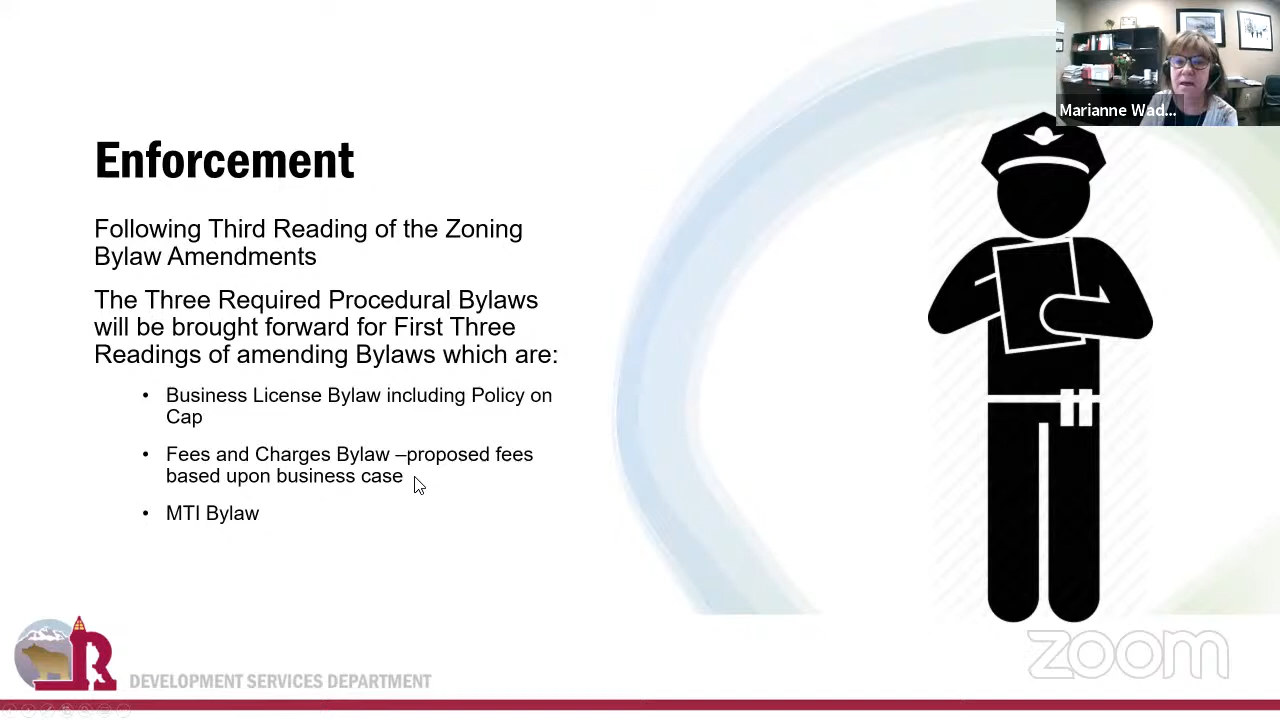 Marianne Wad...
Enforcement
Following Third Reading of the Zoning
Bylaw Amendments
The Three Required Procedural Bylaws
will be brought forward for First Three
Readings of amending Bylaws which are:
• Business License Bylaw including Policy on
Cap
• Fees and Charges Bylaw –proposed fees
based upon business case
• MTI Bylaw
R
DEVELOPMENT SERVICES DEPARTMENT
zoom